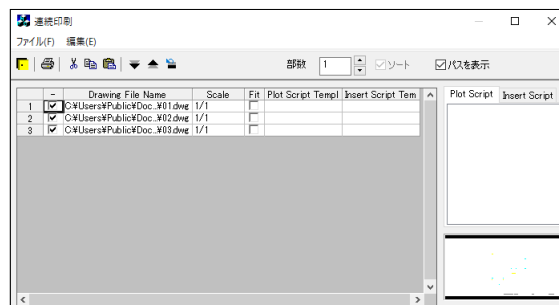 連続印刷
ファイル(F) 編集(E)
部数 1 ソート パスを表示
- Drawing File Name Scale Fit Plot Script Templ Insert Script Tem
1 C:¥Users¥Public¥Doc..¥01.dwg 1/1
2 C:¥Users¥Public¥Doc..¥02.dwg 1/1
3 C:¥Users¥Public¥Doc..¥03.dwg 1/1
Plot Script Insert Script